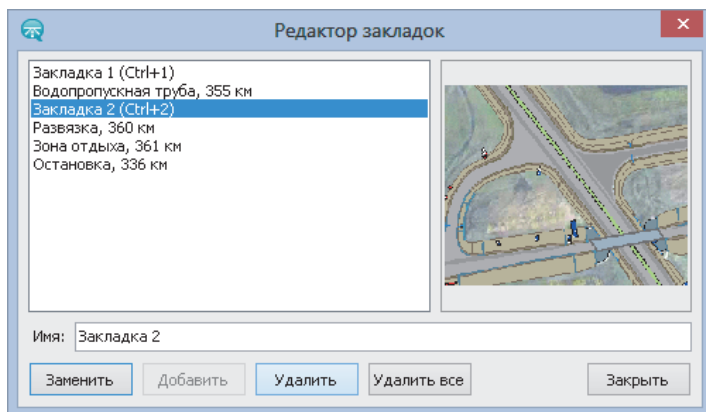 Редактор закладок
Закладка 1 (Ctrl+1)
Водопропускная труба, 355 км
Закладка 2 (Ctrl+2)
Развязка, 360 км
Зона отдыха, 361 км
Остановка, 336 км
Имя: Закладка 2
Заменить Добавить Удалить Удалить все Закрыть